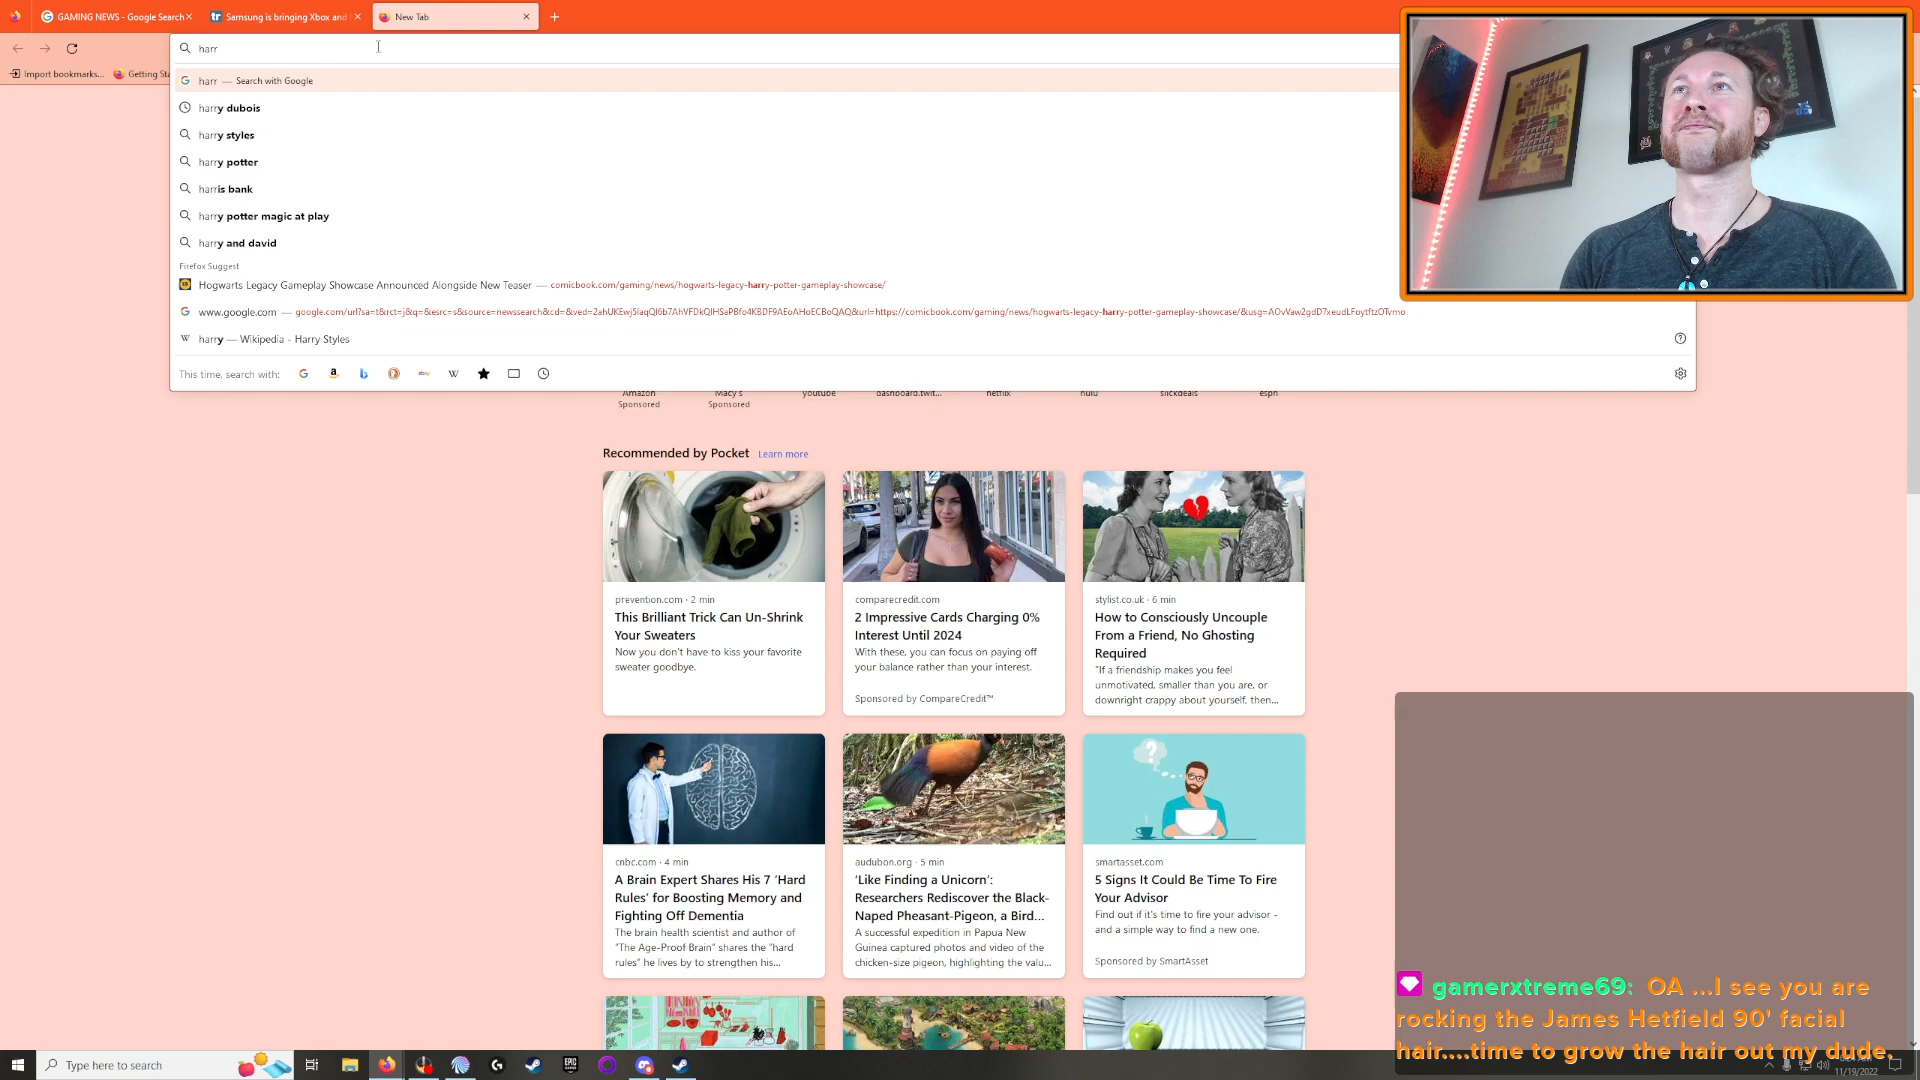 GAMING NEWS - Google Search
Samsung is bringing Xbox and
New Tab
harr
Import bookmarks...
Getting Sta
harr — Search with Google
harry dubois
harry styles
harry potter
harris bank
harry potter magic at play
harry and david
Firefox Suggest
Hogwarts Legacy Gameplay Showcase Announced Alongside New Teaser — comicbook.com/gaming/news/hogwarts-legacy-harry-potter-gameplay-showcase/
www.google.com —
harry — Wikipedia - Harry Styles
This time, search with:
Amazon
Sponsored
Macy's
Sponsored
youtube
dashboard.twit...
netflix
hulu
slickdeals
espn
Recommended by Pocket Learn more
prevention.com · 2 min
This Brilliant Trick Can Un-Shrink
Your Sweaters
Now you don't have to kiss your favorite
sweater goodbye.
comparecredit.com
2 Impressive Cards Charging 0%
Interest Until 2024
With these, you can focus on paying off
your balance rather than your interest.
Sponsored by CompareCredit™
stylist.co.uk · 6 min
How to Consciously Uncouple
From a Friend, No Ghosting
Required
"If a friendship makes you feel
unmotivated, smaller than you are, or
downright crappy about yourself, then...
cnbc.com · 4 min
A Brain Expert Shares His 7 ‘Hard
Rules’ for Boosting Memory and
Fighting Off Dementia
The brain health scientist and author of
"The Age-Proof Brain" shares the "hard
rules" he lives by to strengthen his...
audubon.org · 5 min
‘Like Finding a Unicorn’:
Researchers Rediscover the Black-
Naped Pheasant-Pigeon, a Bird...
A successful expedition in Papua New
Guinea captured photos and video of the
chicken-size pigeon, highlighting the valu...
smartasset.com
5 Signs It Could Be Time To Fire
Your Advisor
Find out if it's time to fire your advisor -
and a simple way to find a new one.
Sponsored by SmartAsset
gamerxtreme69: OA ...I see you are
rocking the James Hetfield 90' facial
hair....time to grow the hair out my dude.
Type here to search
11/19/2022